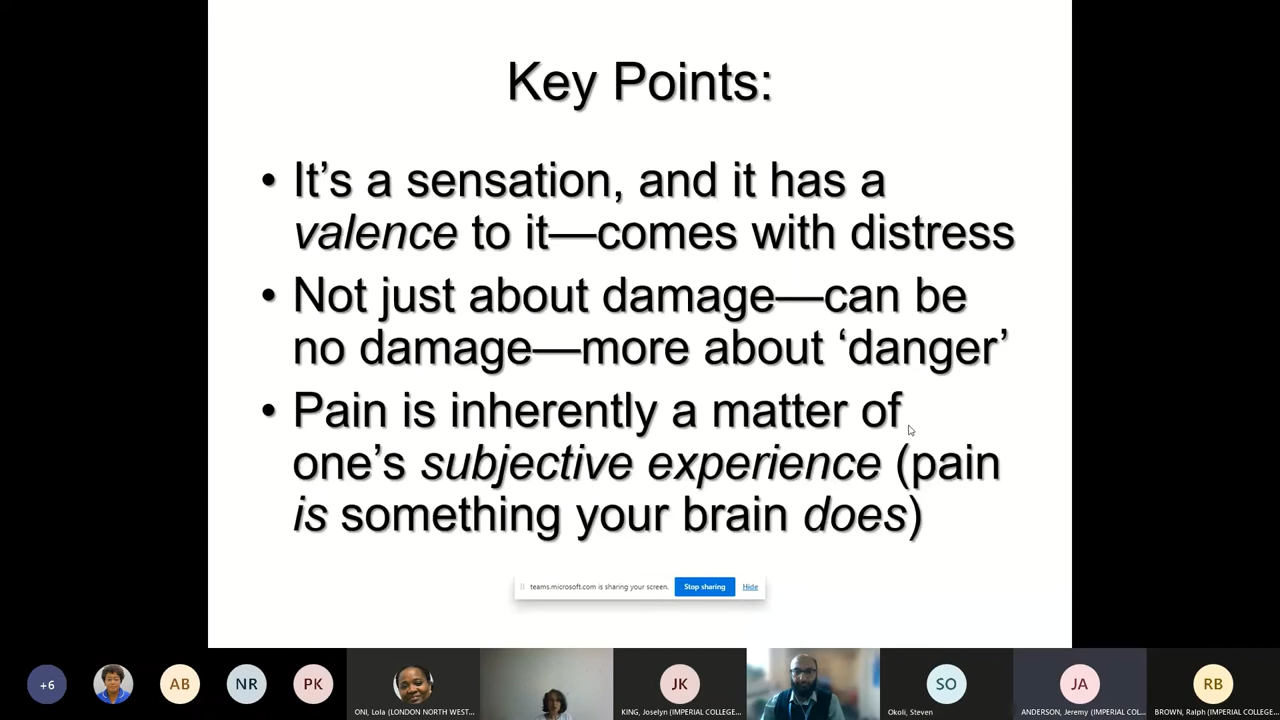 Key Points:
• It’s a sensation, and it has a
valence to it—comes with distress
• Not just about damage—can be
no damage—more about ‘danger’
• Pain is inherently a matter of
one’s subjective experience (pain
is something your brain does)
teams.microsoft.com is sharing your screen. Stop sharing Hide
+6 AB NR PK JK SO JA RB
ONI, Lola (LONDON NORTH WEST... KING, Joselyn (IMPERIAL COLLEGE... Okoli, Steven ANDERSON, Jeremy (IMPERIAL COL... BROWN, Ralph (IMPERIAL COLLEGE...